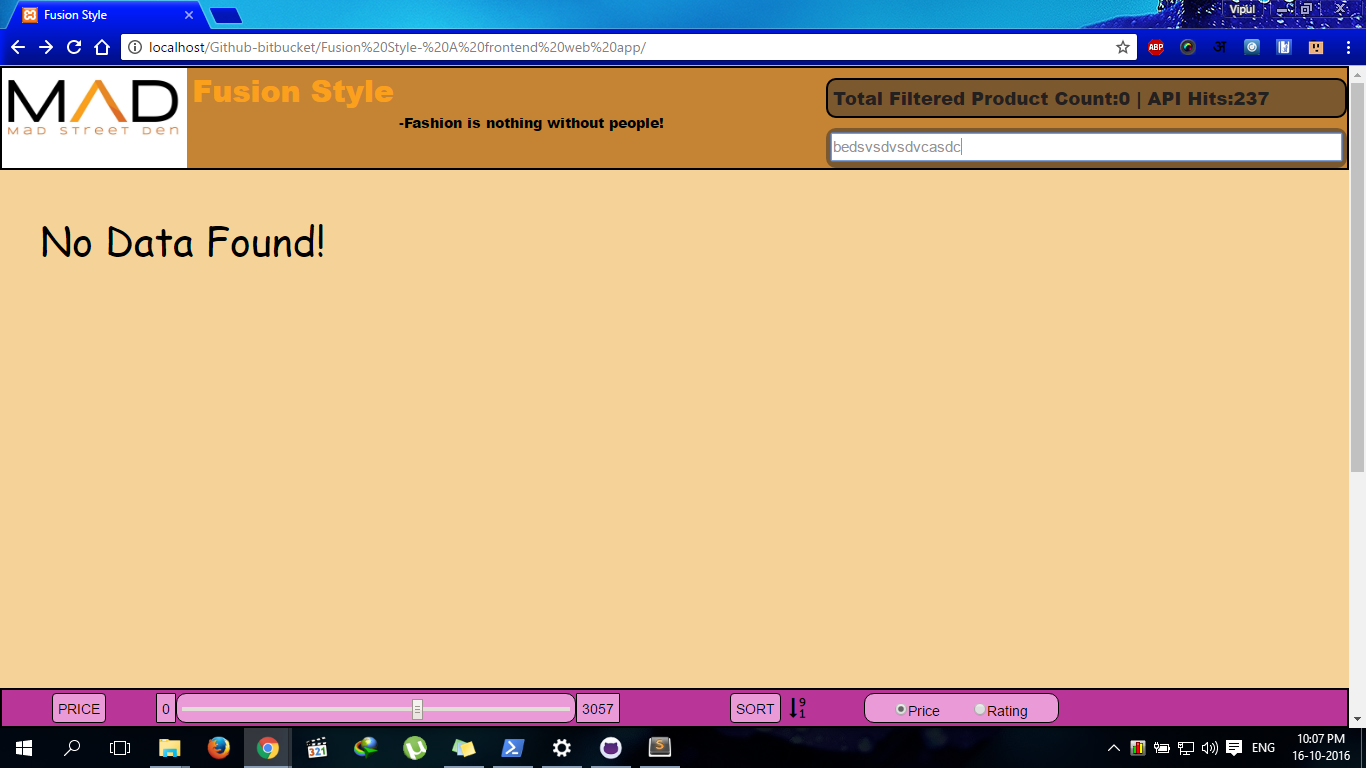 Fusion Style
Vipul
localhost/Github-bitbucket/Fusion%20Style-%20A%20frontend%20web%20app/
ABP
अ
MAD
MAD STREET DEN
Fusion Style
-Fashion is nothing without people!
Total Filtered Product Count:0 | API Hits:237
bedsvsdvsdvcasdc
No Data Found!
PRICE
0
3057
SORT
9
1
Price
Rating
321
S
ENG
10:07 PM
16-10-2016